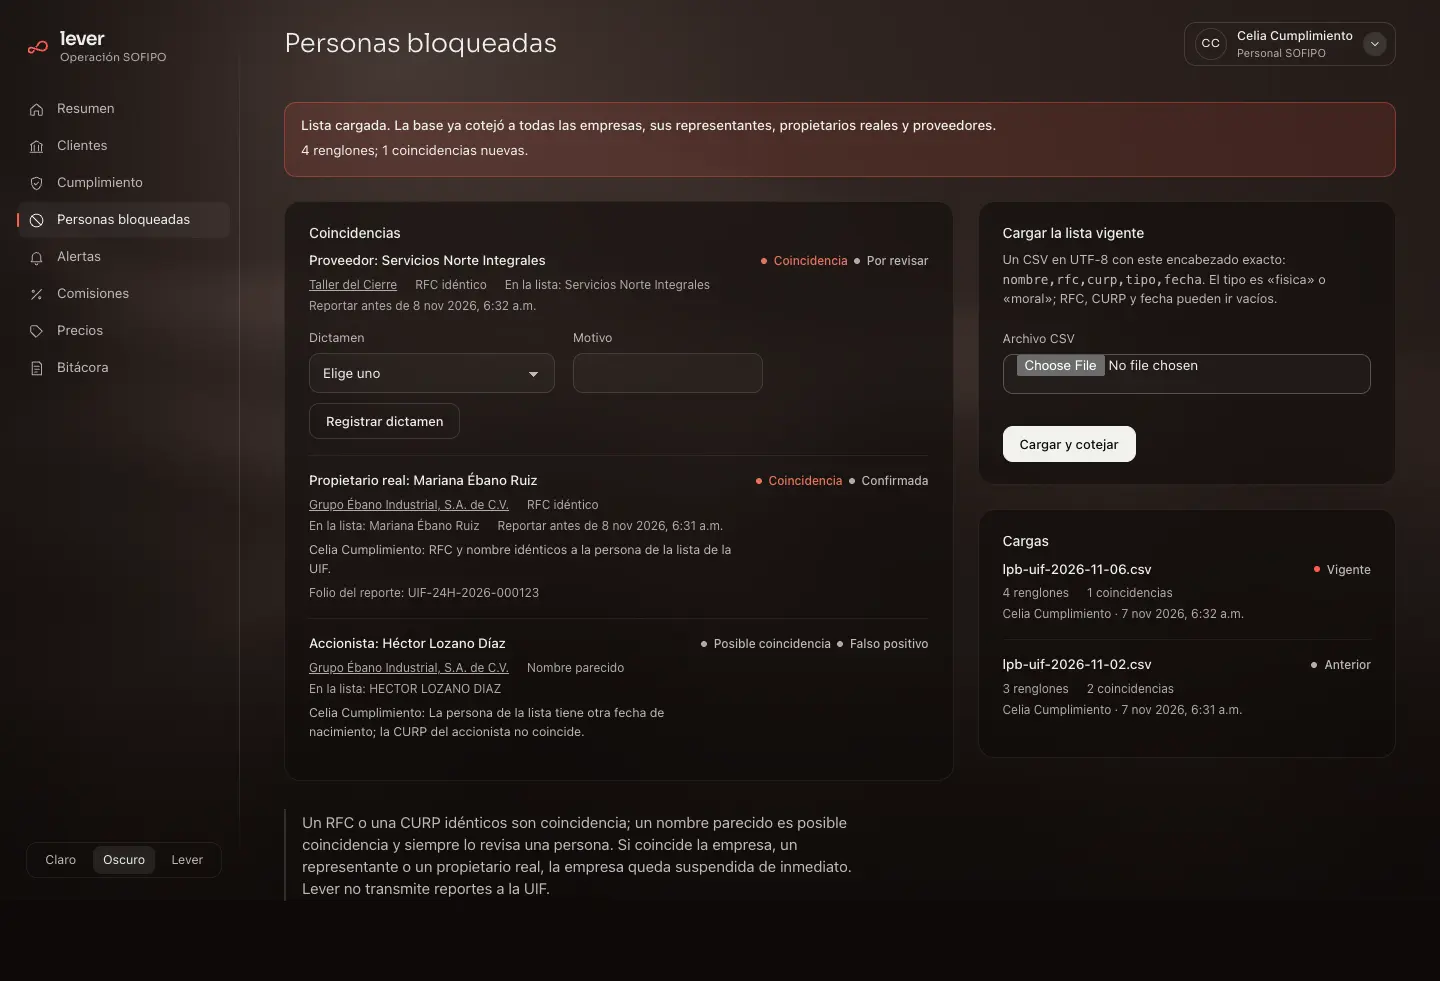 lever
Operación SOFIPO
Resumen
Clientes
Cumplimiento
Personas bloqueadas
Alertas
Comisiones
Precios
Bitácora
Claro
Oscuro
Lever
Personas bloqueadas
CC
Celia Cumplimiento
Personal SOFIPO
Lista cargada. La base ya cotejó a todas las empresas, sus representantes, propietarios reales y proveedores.
4 renglones; 1 coincidencias nuevas.
Coincidencias
Proveedor: Servicios Norte Integrales
Coincidencia
Por revisar
Taller del Cierre
RFC idéntico
En la lista: Servicios Norte Integrales
Reportar antes de 8 nov 2026, 6:32 a.m.
Dictamen
Motivo
Elige uno
Registrar dictamen
Propietario real: Mariana Ébano Ruiz
Coincidencia
Confirmada
Grupo Ébano Industrial, S.A. de C.V.
RFC idéntico
En la lista: Mariana Ébano Ruiz
Reportar antes de 8 nov 2026, 6:31 a.m.
Celia Cumplimiento: RFC y nombre idénticos a la persona de la lista de la
UIF.
Folio del reporte: UIF-24H-2026-000123
Accionista: Héctor Lozano Díaz
Posible coincidencia
Falso positivo
Grupo Ébano Industrial, S.A. de C.V.
Nombre parecido
En la lista: HECTOR LOZANO DIAZ
Celia Cumplimiento: La persona de la lista tiene otra fecha de
nacimiento; la CURP del accionista no coincide.
Cargar la lista vigente
Un CSV en UTF-8 con este encabezado exacto:
nombre,rfc,curp,tipo,fecha. El tipo es «fisica» o
«moral»; RFC, CURP y fecha pueden ir vacíos.
Archivo CSV
Choose File No file chosen
Cargar y cotejar
Cargas
lpb-uif-2026-11-06.csv
Vigente
4 renglones
1 coincidencias
Celia Cumplimiento · 7 nov 2026, 6:32 a.m.
lpb-uif-2026-11-02.csv
Anterior
3 renglones
2 coincidencias
Celia Cumplimiento · 7 nov 2026, 6:31 a.m.
Un RFC o una CURP idénticos son coincidencia; un nombre parecido es posible
coincidencia y siempre lo revisa una persona. Si coincide la empresa, un
representante o un propietario real, la empresa queda suspendida de inmediato.
Lever no transmite reportes a la UIF.